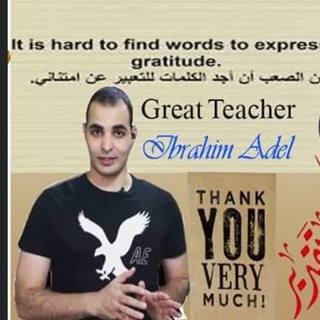 It is hard to find words to express
gratitude.
ن الصعب أن أجد الكلمات للتعبير عن امتناني.
Great Teacher
Ibrahim Adel
AE
THANK
YOU
VERY
MUCH!